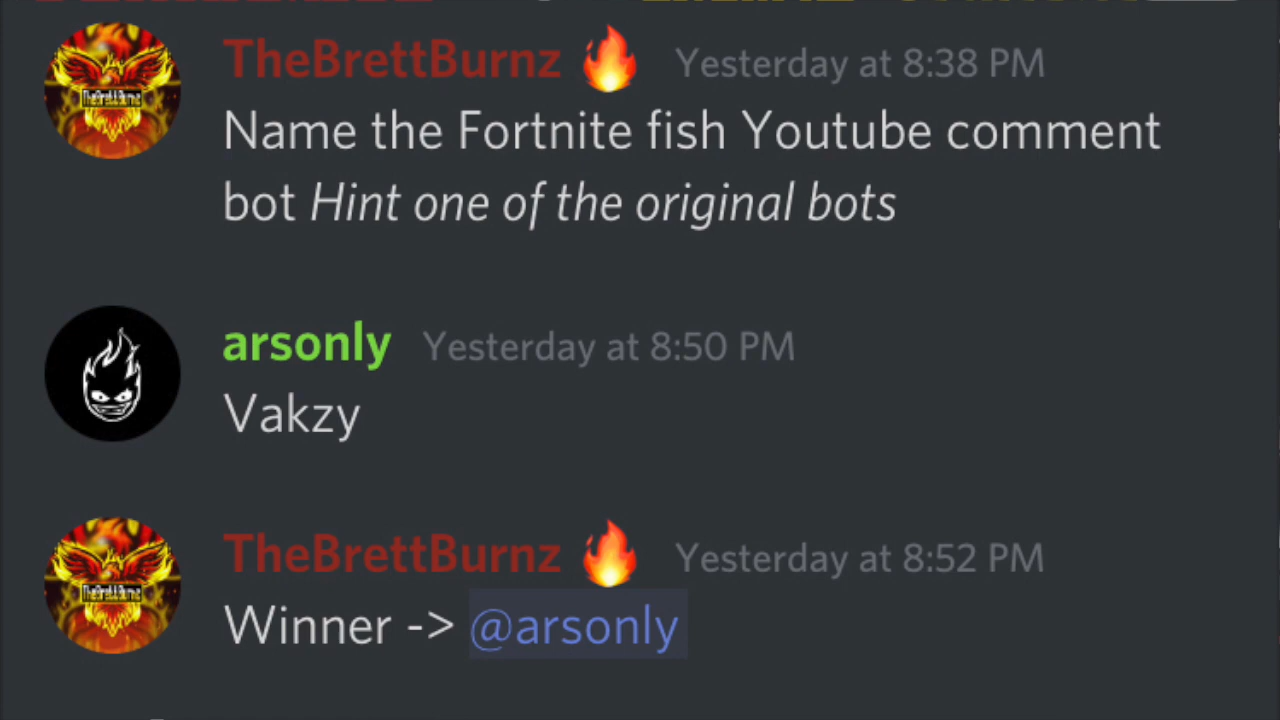 TheBrettBurnz 🔥 Yesterday at 8:38 PM
Name the Fortnite fish Youtube comment
bot Hint one of the original bots
arsonly Yesterday at 8:50 PM
Vakzy
TheBrettBurnz 🔥 Yesterday at 8:52 PM
Winner -> @arsonly